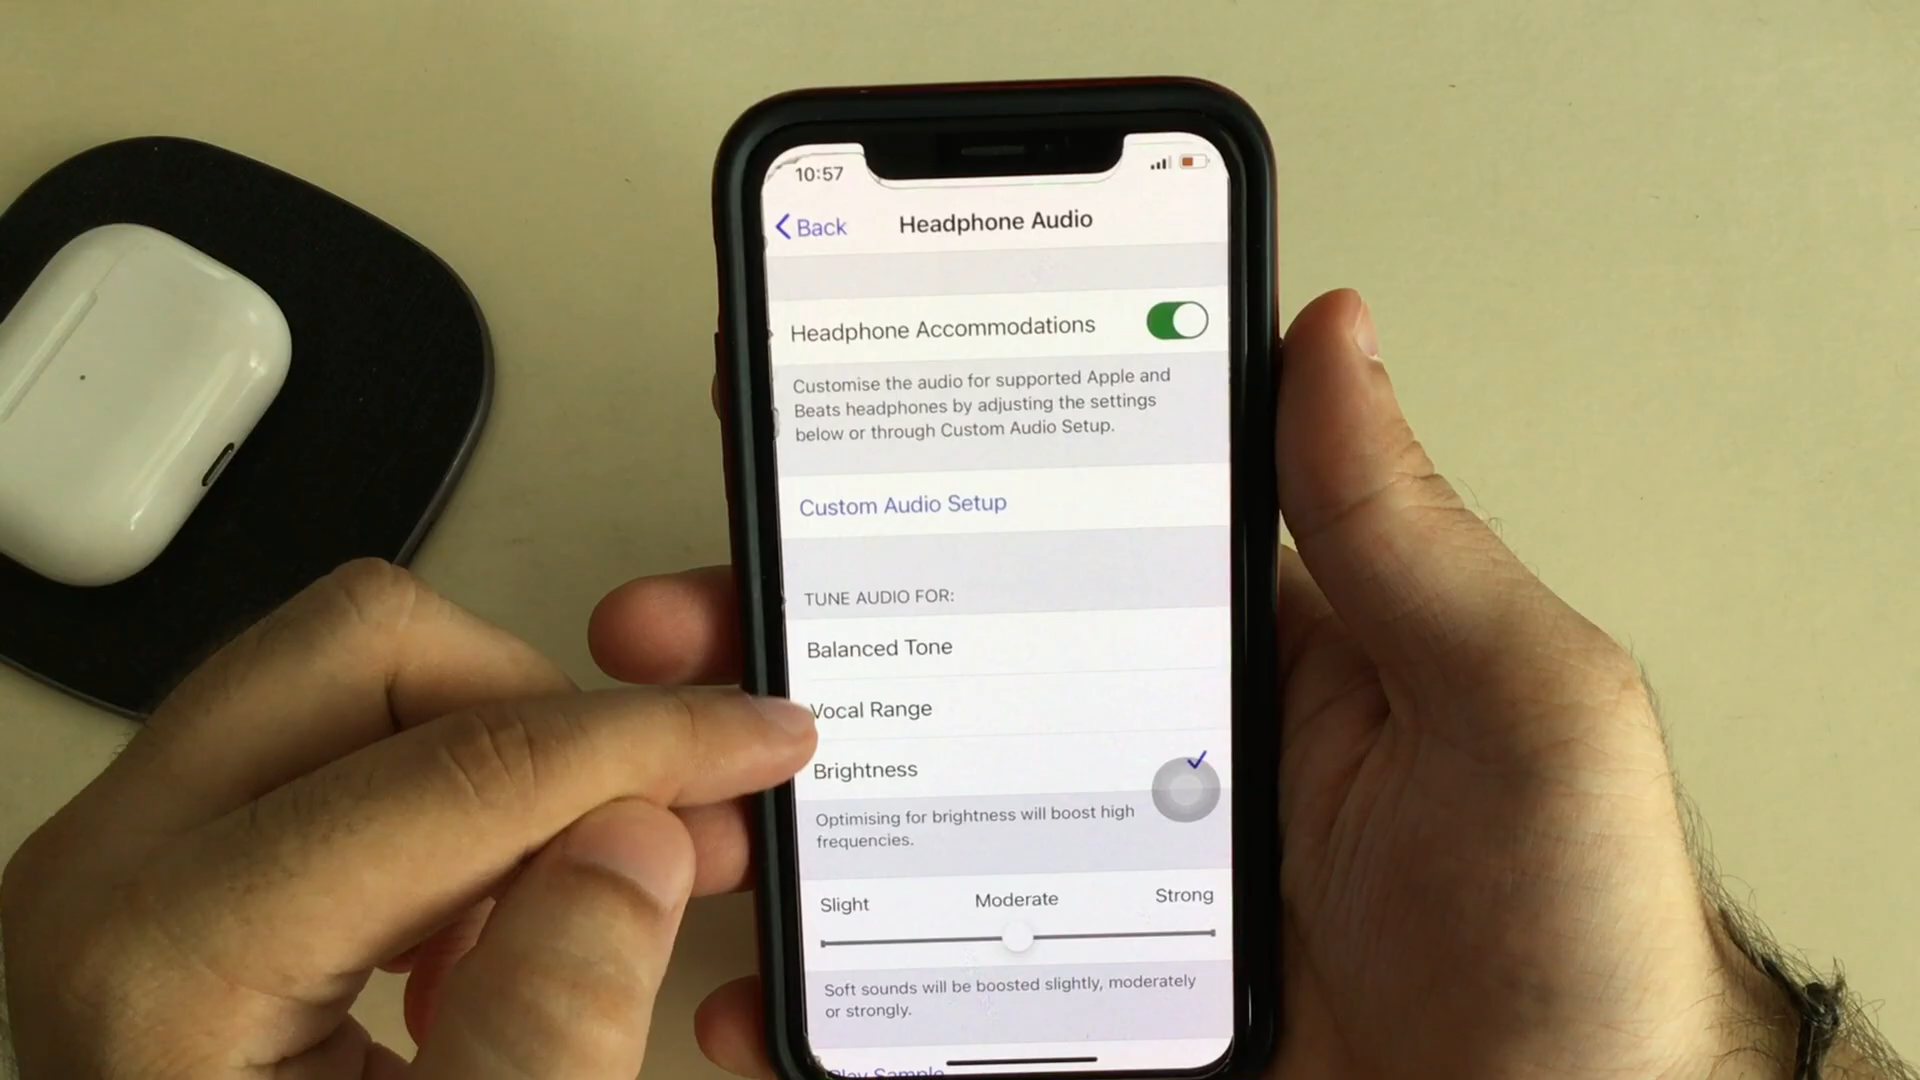 10:57
Back
Headphone Audio
Headphone Accommodations
Customise the audio for supported Apple and
Beats headphones by adjusting the settings
below or through Custom Audio Setup.
Custom Audio Setup
TUNE AUDIO FOR:
Balanced Tone
Vocal Range
Brightness
Optimising for brightness will boost high
frequencies.
Slight Moderate Strong
Soft sounds will be boosted slightly, moderately
or strongly.
Play Sample